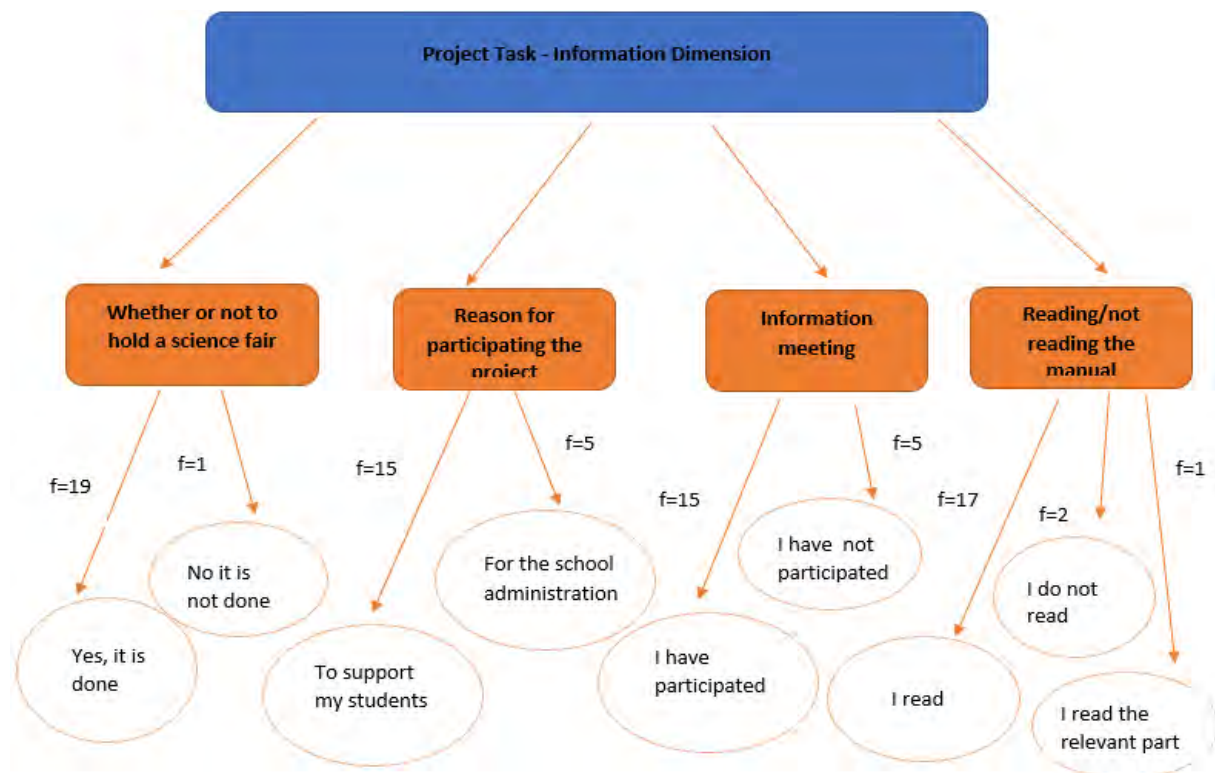 Project Task - Information Dimension
Whether or not to
hold a science fair
Reason for
participating the
project
Information
meeting
Reading/not
reading the
manual
f=19
f=1
f=15
f=5
f=15
f=5
f=17
f=2
f=1
Yes, it is
done
No it is
not done
To support
my students
For the school
administration
I have
participated
I have not
participated
I read
I do not
read
I read the
relevant part